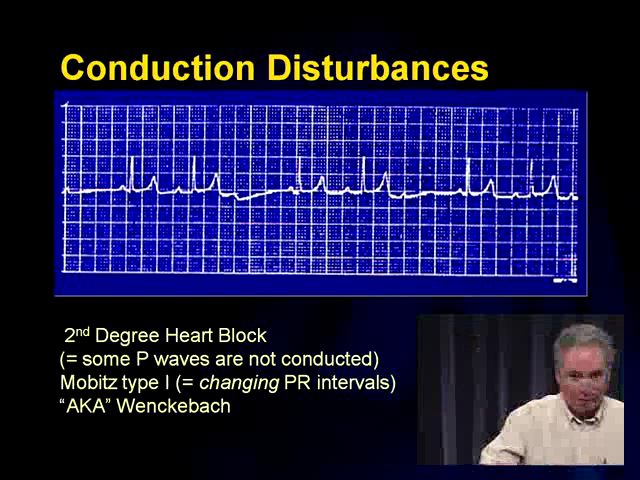 Conduction Disturbances
2nd Degree Heart Block
(= some P waves are not conducted)
Mobitz type I (= changing PR intervals)
“AKA” Wenckebach